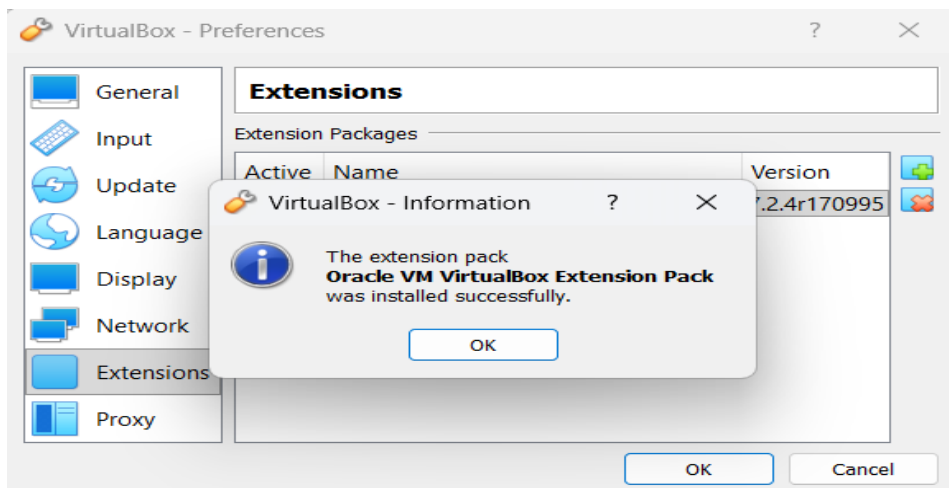 VirtualBox - Preferences ?
General
Input
Update
Language
Display
Network
Extensions
Proxy
Extensions
Extension Packages
Active Name Version
7.2.4r170995
VirtualBox - Information ?
The extension pack
Oracle VM VirtualBox Extension Pack
was installed successfully.
OK
OK Cancel